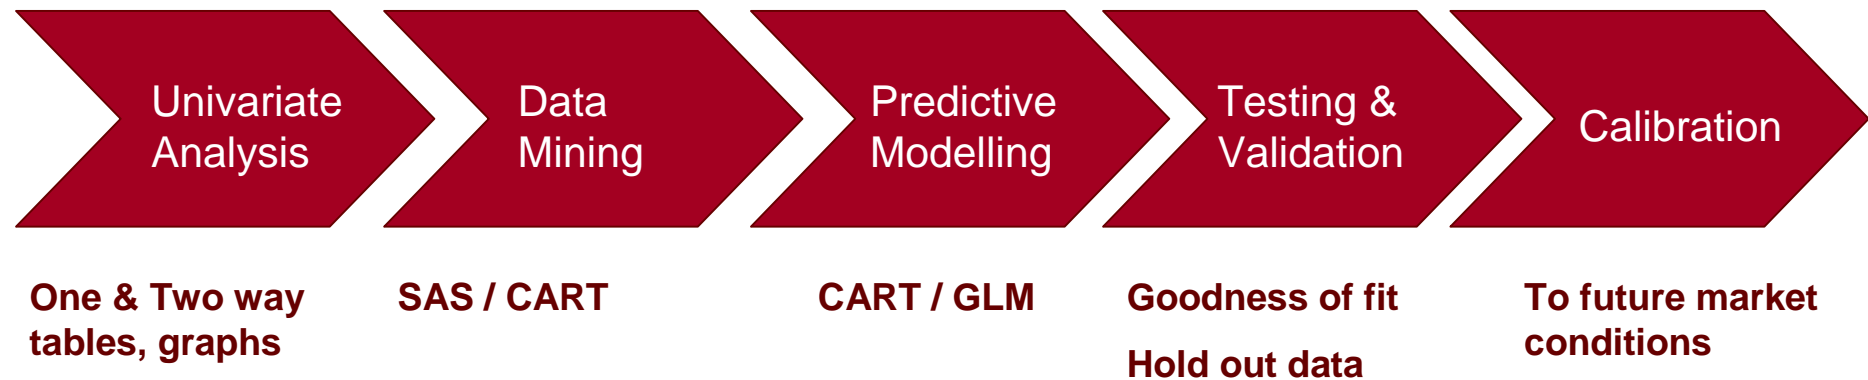 Univariate
Analysis
Data
Mining
Predictive
Modelling
Testing &
Validation
Calibration
One & Two way
tables, graphs
SAS / CART
CART / GLM
Goodness of fit
Hold out data
To future market
conditions